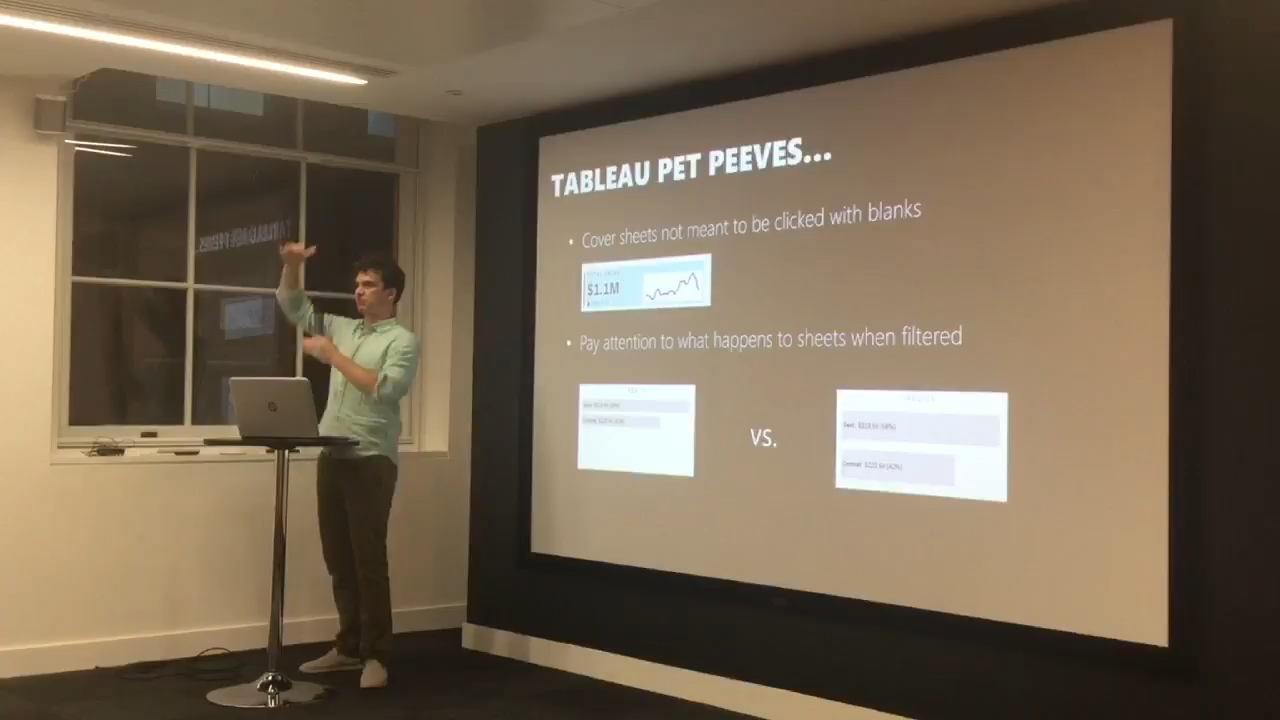 TABLEAU PET PEEVES...
• Cover sheets not meant to be clicked with blanks
$1.1M
• Pay attention to what happens to sheets when filtered
VS.